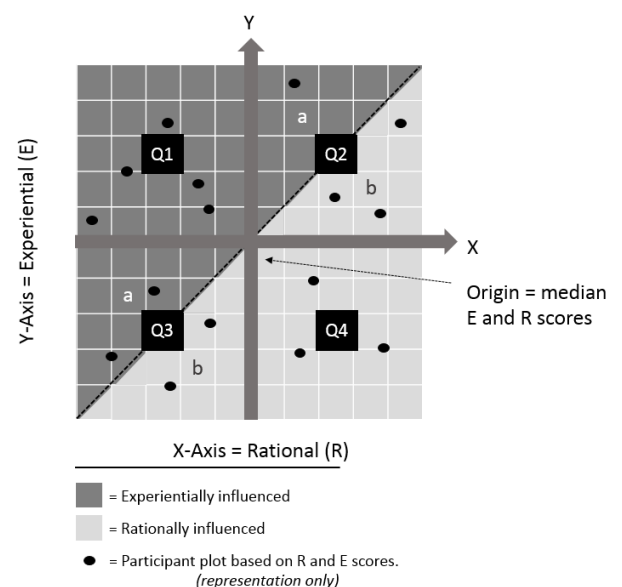 Y
a
Q1
Q2
b
Y-Axis = Experiential (E)
X
Origin = median
E and R scores
a
Q3
Q4
b
X-Axis = Rational (R)
= Experientially influenced
= Rationally influenced
= Participant plot based on R and E scores.
(representation only)